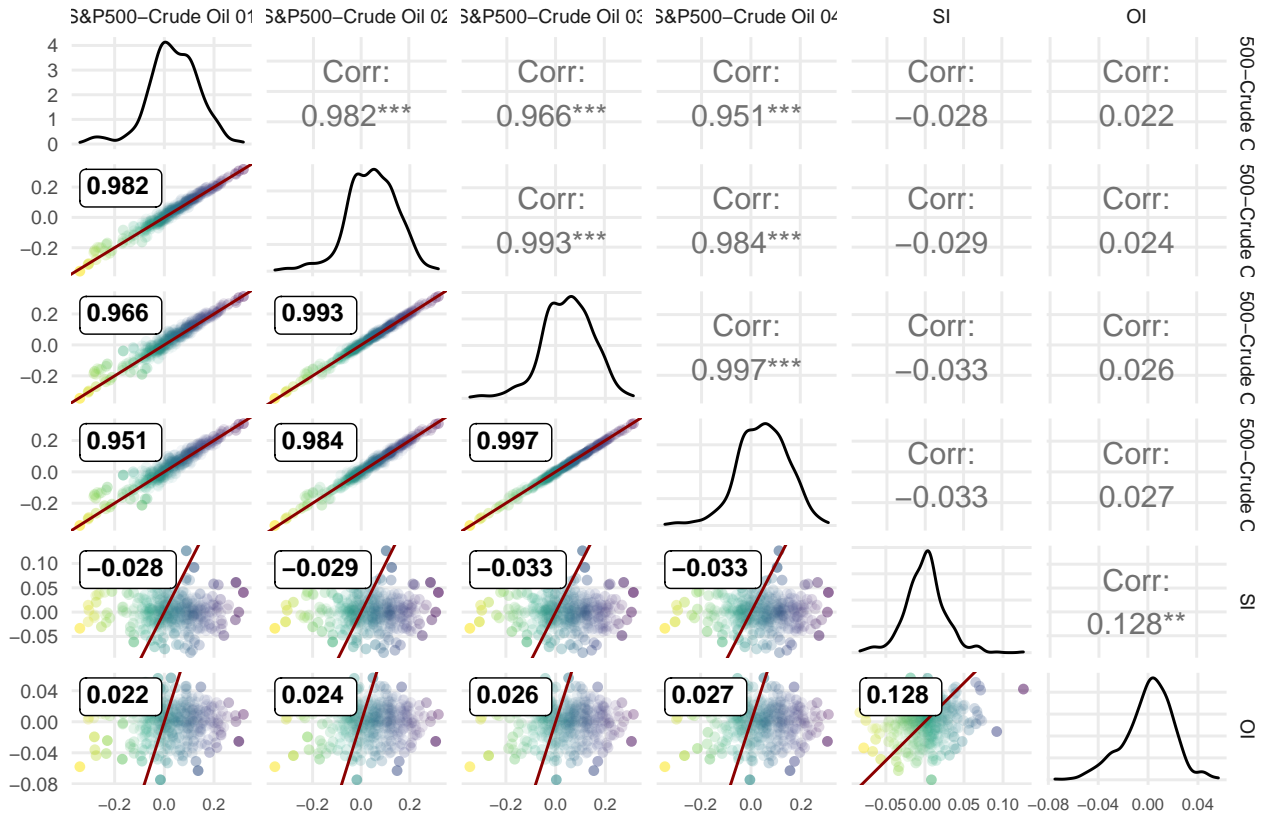 S&P500−Crude Oil 01 S&P500−Crude Oil 02 S&P500−Crude Oil 03 S&P500−Crude Oil 04 SI OI
4
3
2
1
0
Corr:
0.982***
Corr:
0.966***
Corr:
0.951***
Corr:
−0.028
Corr:
0.022
500−Crude C
0.2
0.0
−0.2
0.982
Corr:
0.993***
Corr:
0.984***
Corr:
−0.029
Corr:
0.024
500−Crude C
0.2
0.0
−0.2
0.966
0.993
Corr:
0.997***
Corr:
−0.033
Corr:
0.026
500−Crude C
0.2
0.0
−0.2
0.951
0.984
0.997
Corr:
−0.033
Corr:
0.027
500−Crude C
0.10
0.05
0.00
−0.05
−0.028
−0.029
−0.033
−0.033
Corr:
0.128**
SI
0.04
0.00
−0.04
−0.08
0.022
0.024
0.026
0.027
0.128
OI
−0.2 0.0 0.2 −0.2 0.0 0.2 −0.2 0.0 0.2 −0.2 0.0 0.2 −0.05 0.00 0.05 0.10 −0.08 −0.04 0.00 0.04